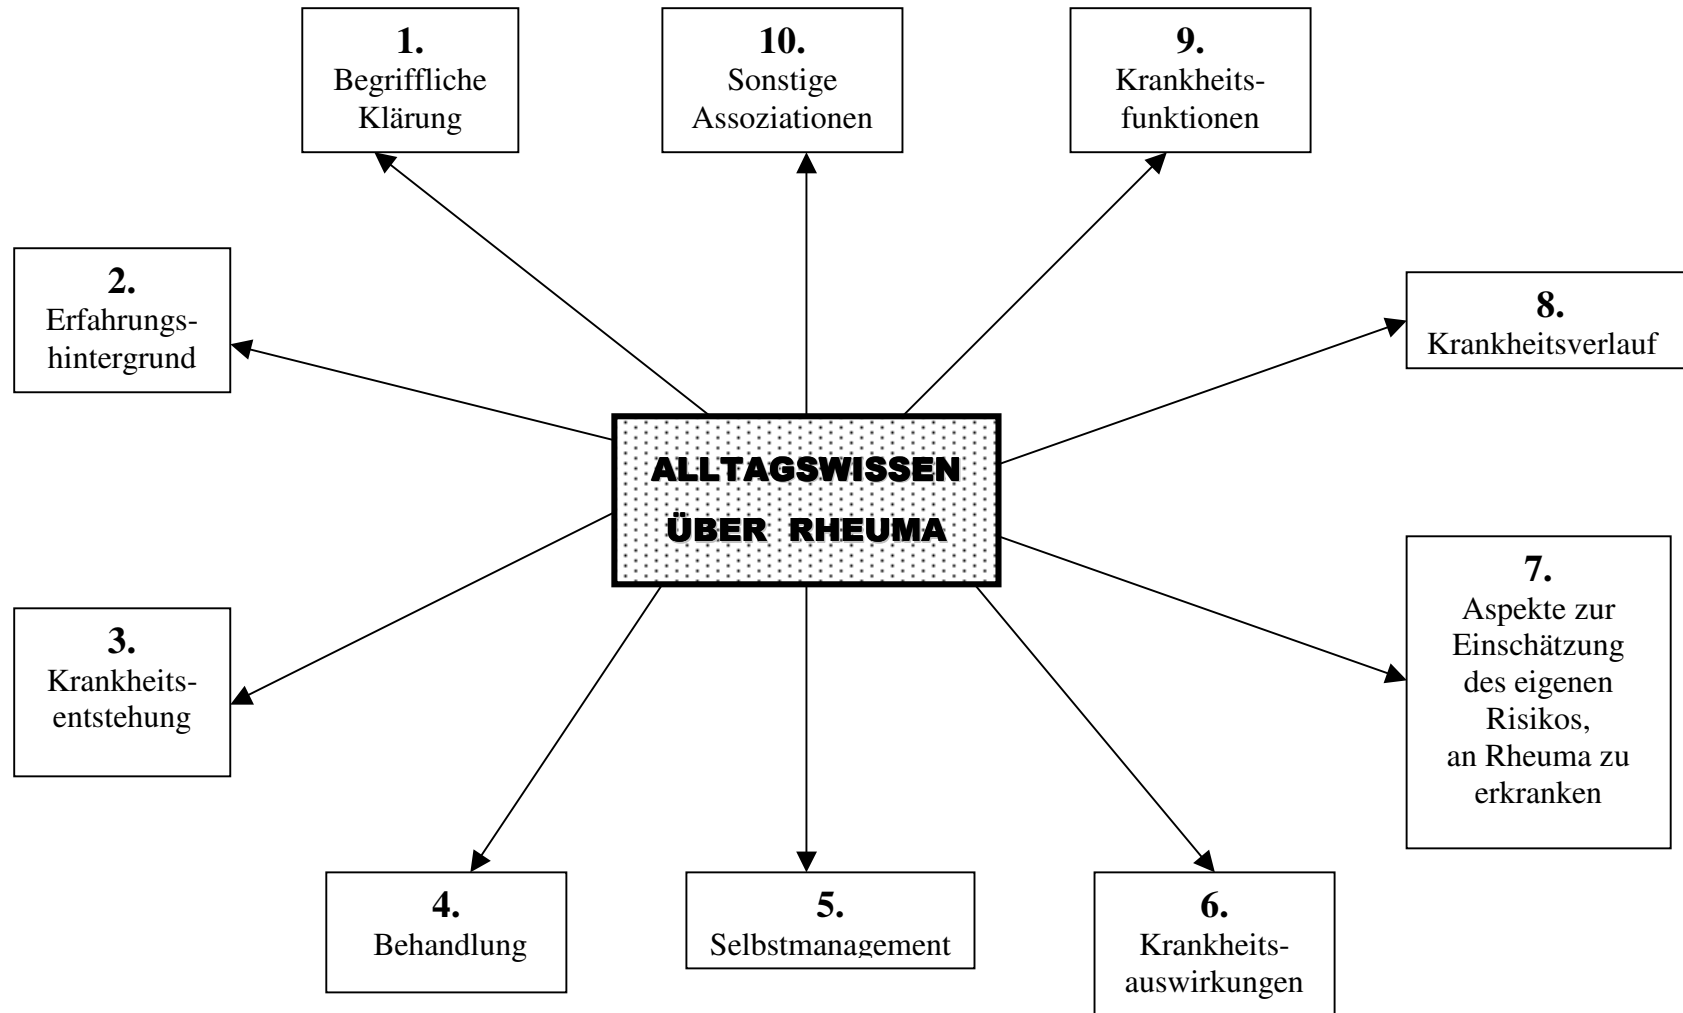 1.
Begriffliche
Klärung
10.
Sonstige
Assoziationen
9.
Krankheits-
funktionen
2.
Erfahrungs-
hintergrund
8.
Krankheitsverlauf
ALLTAGSWISSEN
ÜBER RHEUMA
3.
Krankheits-
entstehung
7.
Aspekte zur
Einschätzung
des eigenen
Risikos,
an Rheuma zu
erkranken
4.
Behandlung
5.
Selbstmanagement
6.
Krankheits-
auswirkungen